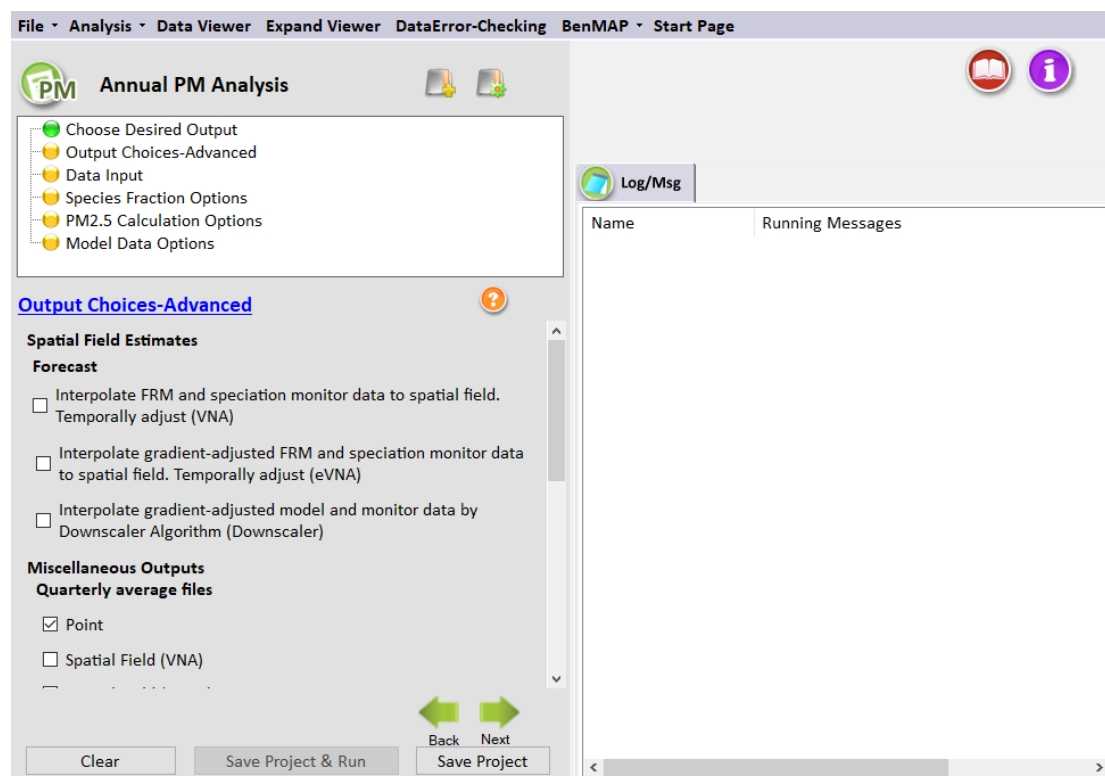 File Analysis Data Viewer Expand Viewer DataError-Checking BenMAP Start Page
PM Annual PM Analysis
Choose Desired Output
Output Choices-Advanced
Data Input
Species Fraction Options
PM2.5 Calculation Options
Model Data Options
Output Choices-Advanced
?
Spatial Field Estimates
Forecast
Interpolate FRM and speciation monitor data to spatial field.
Temporally adjust (VNA)
Interpolate gradient-adjusted FRM and speciation monitor data
to spatial field. Temporally adjust (eVNA)
Interpolate gradient-adjusted model and monitor data by
Downscaler Algorithm (Downscaler)
Miscellaneous Outputs
Quarterly average files
Point
Spatial Field (VNA)
Back Next
Clear Save Project & Run Save Project
i
Log/Msg
Name Running Messages